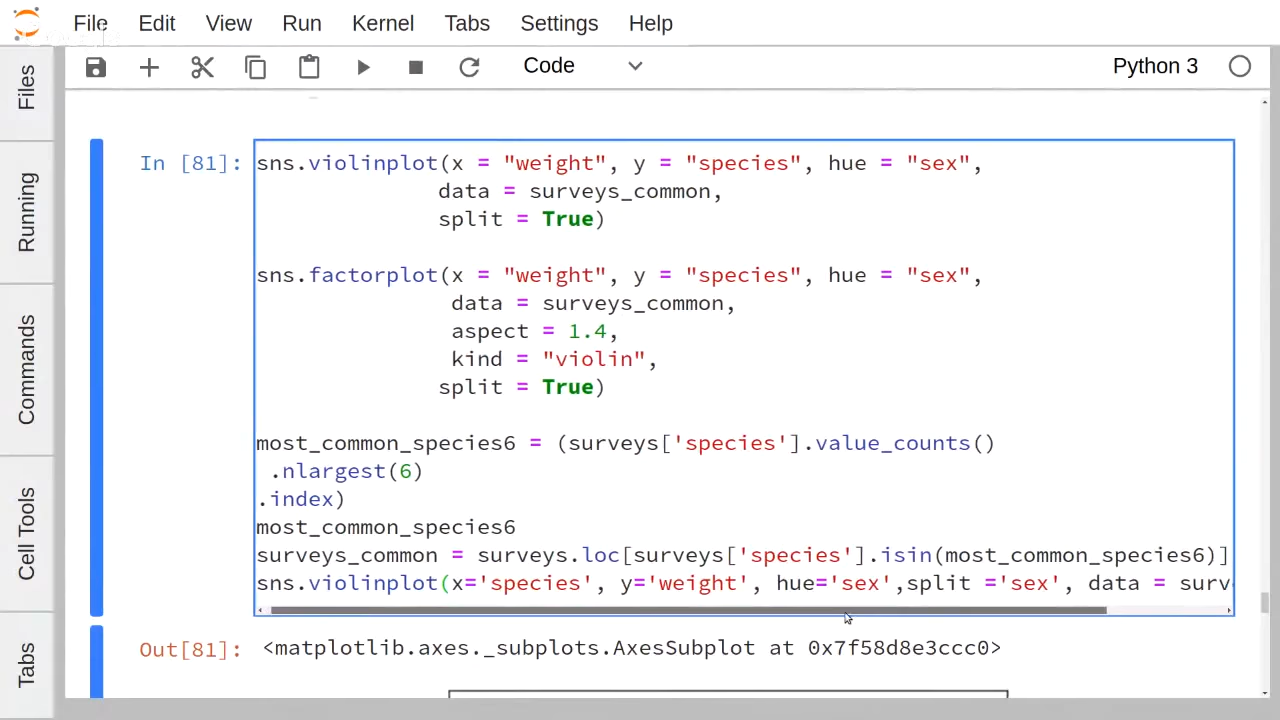 File Edit View Run Kernel Tabs Settings Help
Code Python 3
Files
Running
Commands
Cell Tools
Tabs
In [81]:
sns.violinplot(x = "weight", y = "species", hue = "sex",
data = surveys_common,
split = True)
sns.factorplot(x = "weight", y = "species", hue = "sex",
data = surveys_common,
aspect = 1.4,
kind = "violin",
split = True)
most_common_species6 = (surveys['species'].value_counts()
.nlargest(6)
.index)
most_common_species6
surveys_common = surveys.loc[surveys['species'].isin(most_common_species6)]
sns.violinplot(x='species', y='weight', hue='sex',split ='sex', data = surv
Out[81]: <matplotlib.axes._subplots.AxesSubplot at 0x7f58d8e3ccc0>